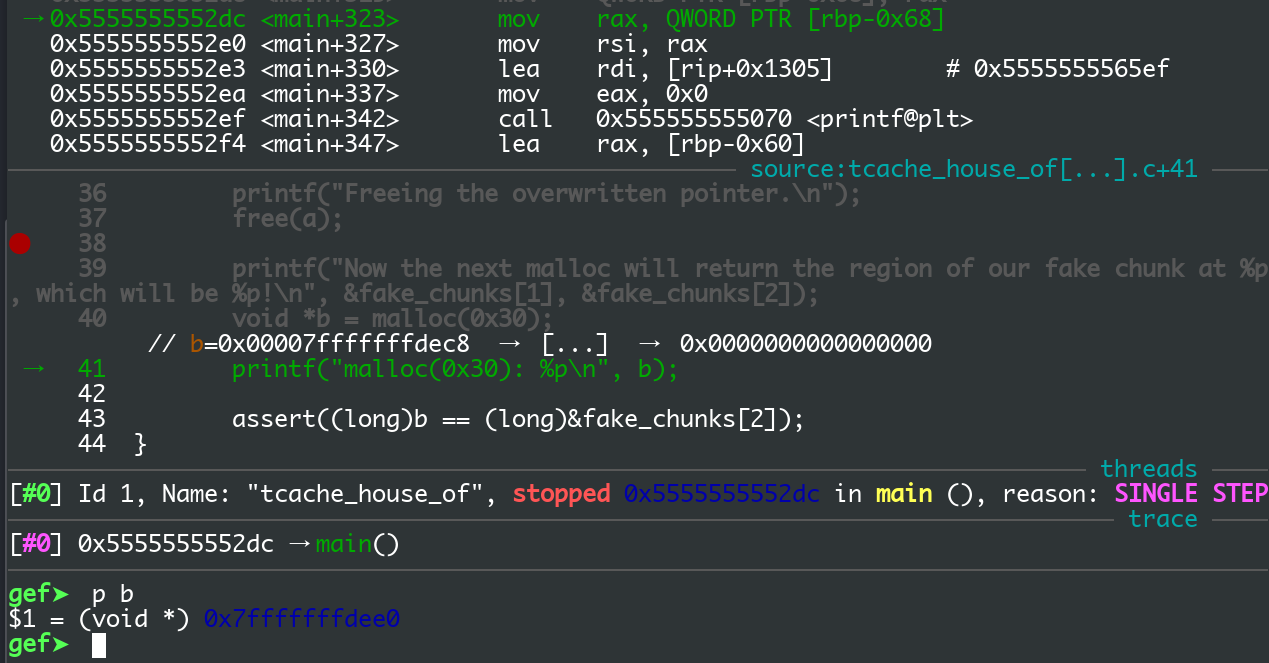 →0x5555555552dc <main+323>       mov    rax, QWORD PTR [rbp-0x68]
0x5555555552e0 <main+327>       mov    rsi, rax
0x5555555552e3 <main+330>       lea    rdi, [rip+0x1305]        # 0x5555555565ef
0x5555555552ea <main+337>       mov    eax, 0x0
0x5555555552ef <main+342>       call   0x555555555070 <printf@plt>
0x5555555552f4 <main+347>       lea    rax, [rbp-0x60]
source:tcache_house_of[...].c+41
36         printf("Freeing the overwritten pointer.\n");
37         free(a);
38
39         printf("Now the next malloc will return the region of our fake chunk at %p
, which will be %p!\n", &fake_chunks[1], &fake_chunks[2]);
40         void *b = malloc(0x30);
// b=0x00007fffffffdec8  →  [...]  →  0x0000000000000000
→  41         printf("malloc(0x30): %p\n", b);
42
43         assert((long)b == (long)&fake_chunks[2]);
44  }
threads
[#0] Id 1, Name: "tcache_house_of", stopped 0x5555555552dc in main (), reason: SINGLE STEP
trace
[#0] 0x5555555552dc →main()
gef➤  p b
$1 = (void *) 0x7fffffffdee0
gef➤